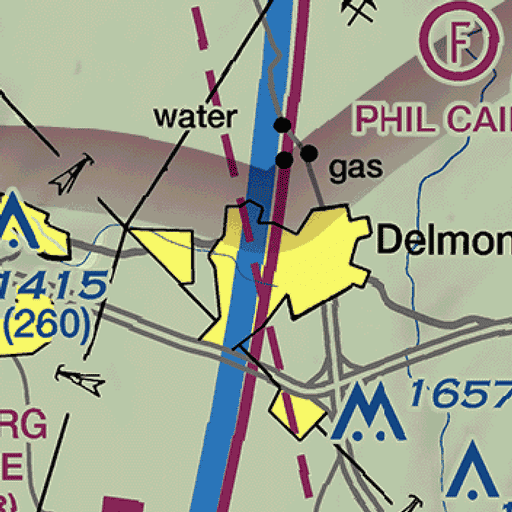 F
water
PHIL CAI
gas
Delmon
1415
(260)
1657
RG
E